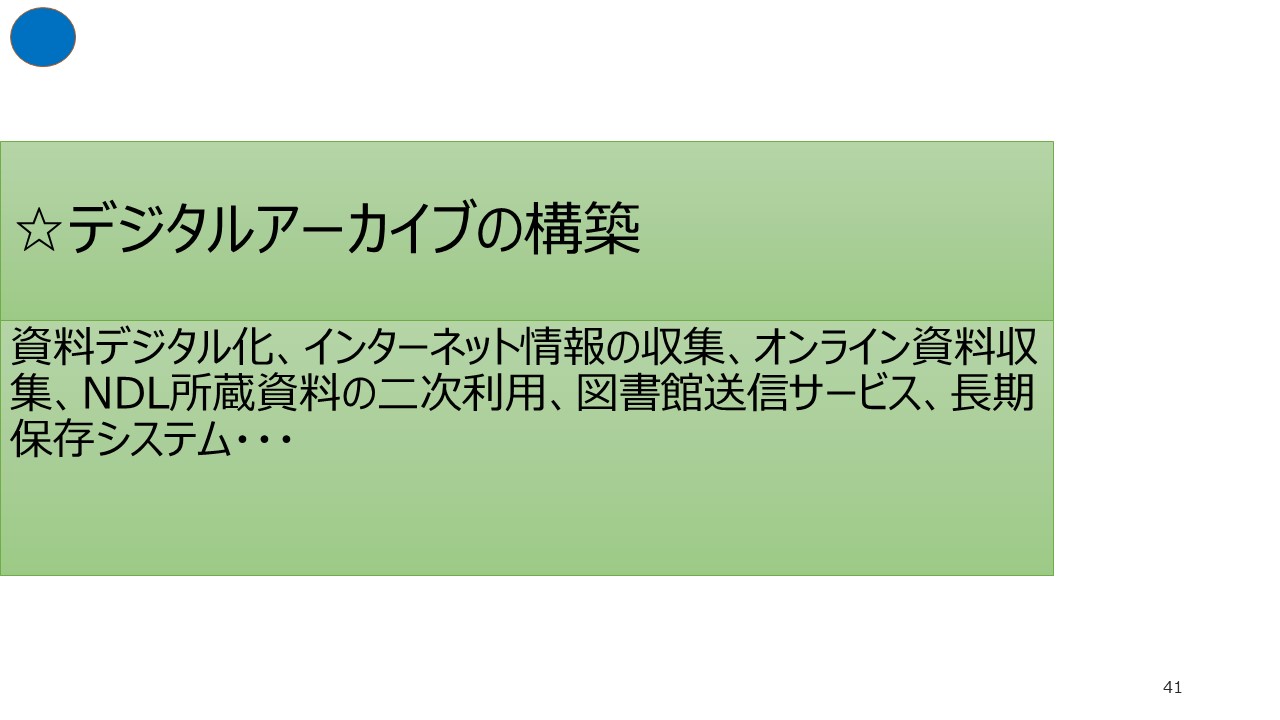 ☆デジタルアーカイブの構築
資料デジタル化、インターネット情報の収集、オンライン資料収
集、NDL所蔵資料の二次利用、図書館送信サービス、長期
保存システム・・・
41